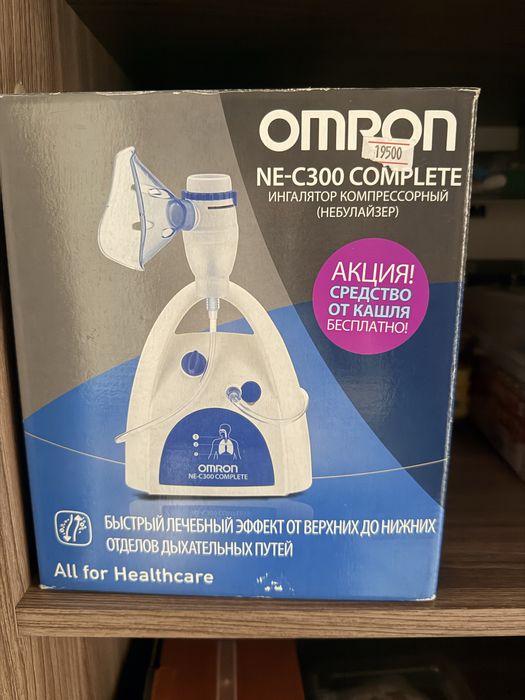 OMRON
19500
NE-C300 COMPLETE
ИНГАЛЯТОР КОМПРЕССОРНЫЙ
(НЕБУЛАЙЗЕР)
АКЦИЯ!
СРЕДСТВО
ОТ КАШЛЯ
БЕСПЛАТНО!
OMRON
NE-C300 COMPLETE
БЫСТРЫЙ ЛЕЧЕБНЫЙ ЭФФЕКТ ОТ ВЕРХНИХ ДО НИЖНИХ
ОТДЕЛОВ ДЫХАТЕЛЬНЫХ ПУТЕЙ
All for Healthcare